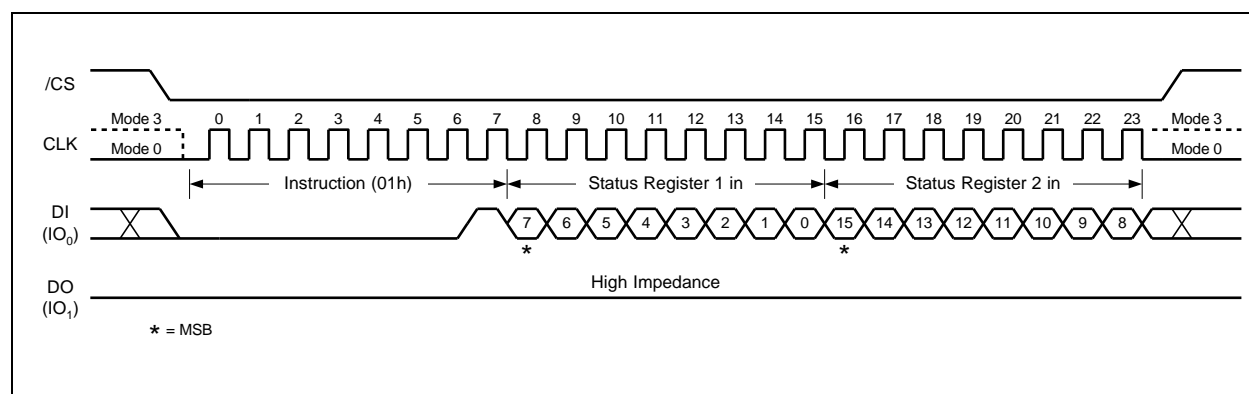 /CS
Mode 3 0 1 2 3 4 5 6 7 8 9 10 11 12 13 14 15 16 17 18 19 20 21 22 23 Mode 3
CLK
Mode 0 Mode 0
Instruction (01h) Status Register 1 in Status Register 2 in
DI
(IO0)
7 6 5 4 3 2 1 0 15 14 13 12 11 10 9 8
* *
DO
(IO1)
High Impedance
* = MSB